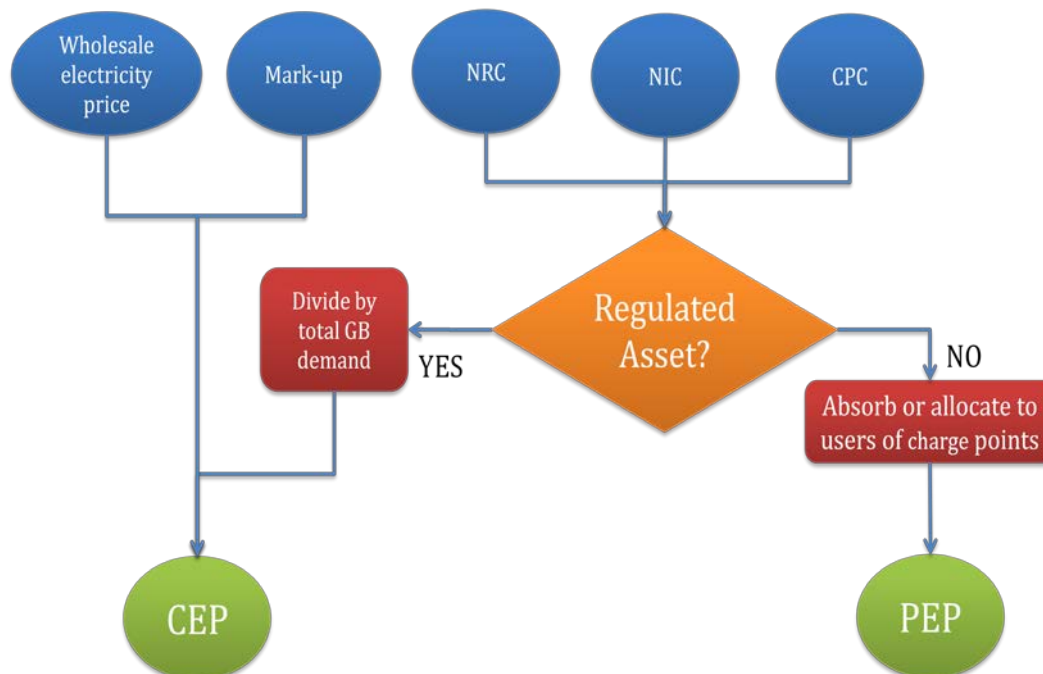 Wholesale
electricity
price
Mark-up
NRC
NIC
CPC
Divide by
total GB
demand
Regulated
Asset?
YES
NO
Absorb or allocate to
users of charge points
CEP
PEP